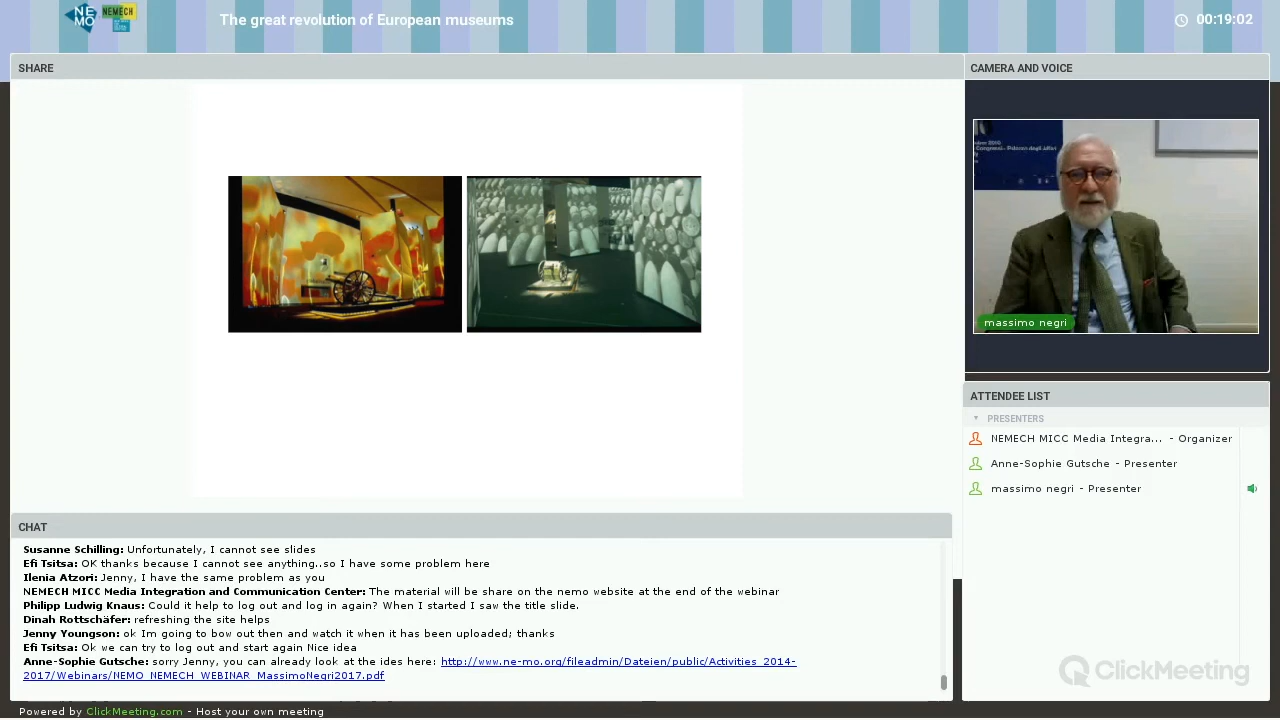 NE
MO
NEMECH
The great revolution of European museums
00:19:02
SHARE
CAMERA AND VOICE
massimo negri
ATTENDEE LIST
PRESENTERS
NEMECH MICC Media Integra... - Organizer
Anne-Sophie Gutsche - Presenter
massimo negri - Presenter
CHAT
Susanne Schilling: Unfortunately, I cannot see slides
Efi Tsitsa: OK thanks because I cannot see anything..so I have some problem here
Ilenia Atzori: Jenny, I have the same problem as you
NEMECH MICC Media Integration and Communication Center: The material will be share on the nemo website at the end of the webinar
Philipp Ludwig Knaus: Could it help to log out and log in again? When I started I saw the title slide.
Dinah Rottschäfer: refreshing the site helps
Jenny Youngson: ok Im going to bow out then and watch it when it has been uploaded; thanks
Efi Tsitsa: Ok we can try to log out and start again Nice idea
Anne-Sophie Gutsche: sorry Jenny, you can already look at the ides here: http://www.ne-mo.org/fileadmin/Dateien/public/Activities_2014-
2017/Webinars/NEMO_NEMECH_WEBINAR_MassimoNegri2017.pdf
ClickMeeting
Powered by ClickMeeting.com - Host your own meeting